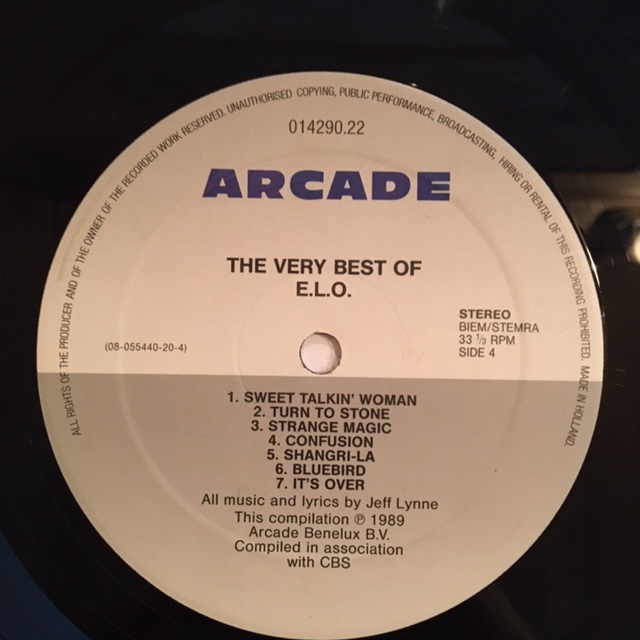 ALL RIGHTS OF THE PRODUCER AND OF THE OWNER OF THE RECORDED WORK RESERVED. UNAUTHORISED COPYING, PUBLIC PERFORMANCE, BROADCASTING, HIRING OR RENTAL OF THIS RECORDING PROHIBITED. MADE IN HOLLAND.
014290.22
ARCADE
THE VERY BEST OF
E.L.O.
STEREO
BIEM/STEMRA
33 1/3 RPM
SIDE 4
(08-055440-20-4)
1. SWEET TALKIN' WOMAN
2. TURN TO STONE
3. STRANGE MAGIC
4. CONFUSION
5. SHANGRI-LA
6. BLUEBIRD
7. IT'S OVER
All music and lyrics by Jeff Lynne
This compilation ℗ 1989
Arcade Benelux B.V.
Compiled in association
with CBS